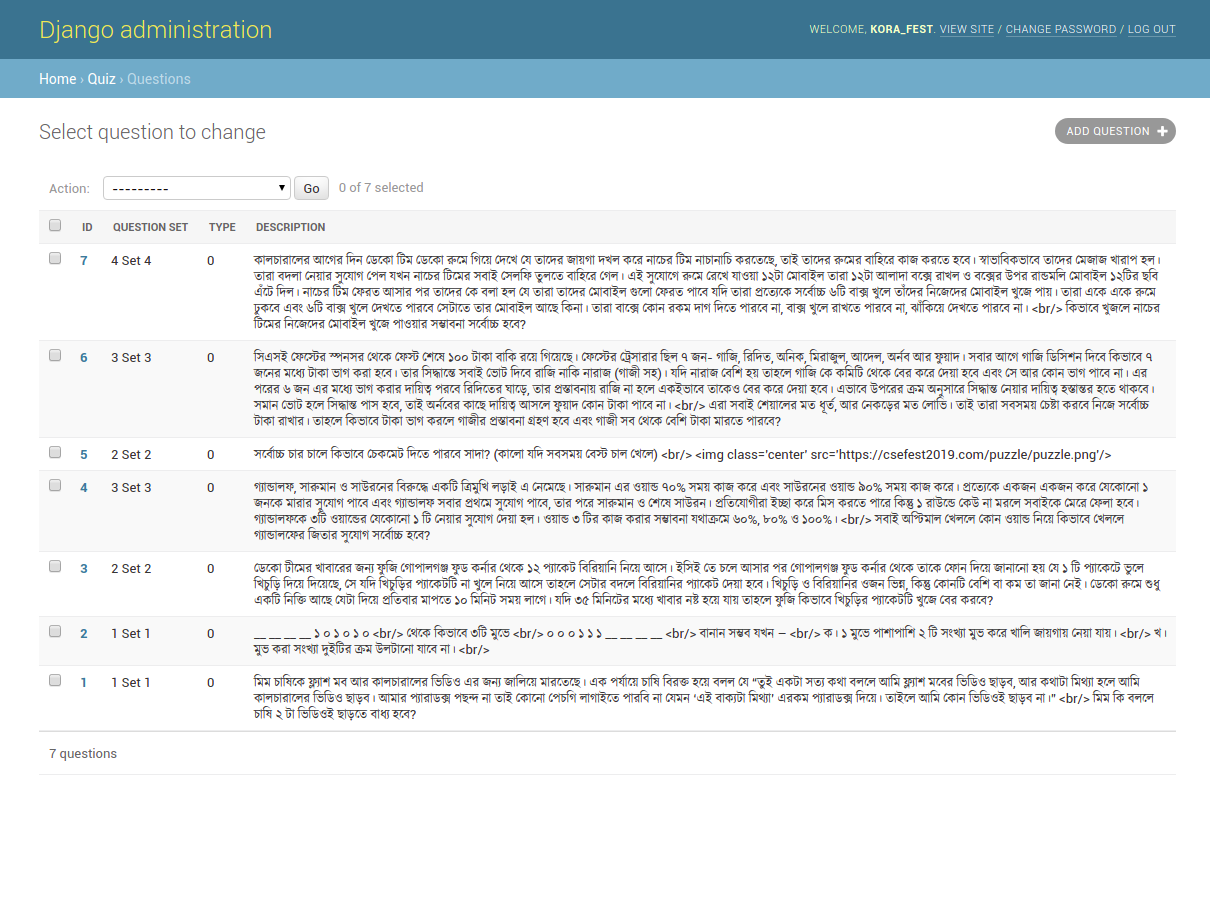 Django administration
WELCOME, KORA_FEST. VIEW SITE / CHANGE PASSWORD / LOG OUT
Home › Quiz › Questions
Select question to change
ADD QUESTION +
Action: --------- Go 0 of 7 selected
ID QUESTION SET TYPE DESCRIPTION
7 4 Set 4 0 কালচারালের আগের দিন ডেকো টিম ডেকো রুমে গিয়ে দেখে যে তাদের জায়গা দখল করে নাচের টিম নাচানাচি করতেছে, তাই তাদের রুমের বাহিরে কাজ করতে হবে। স্বাভাবিকভাবে তাদের মেজাজ খারাপ হল।
তারা বদলা নেয়ার সুযোগ পেল যখন নাচের টিমের সবাই সেলফি তুলতে বাহিরে গেল। এই সুযোগে রুমে রেখে যাওয়া ১২টা মোবাইল তারা ১২টা আলাদা বক্সে রাখল ও বক্সের উপর রান্ডমলি মোবাইল ১২টির ছবি
এঁটে দিল। নাচের টিম ফেরত আসার পর তাদের কে বলা হল যে তারা তাদের মোবাইল গুলো ফেরত পাবে যদি তারা প্রত্যেকে সর্বোচ্চ ৬টি বাক্স খুলে তাঁদের নিজেদের মোবাইল খুজে পায়। তারা একে একে রুমে
ঢুকবে এবং ৬টি বাক্স খুলে দেখতে পারবে সেটাতে তার মোবাইল আছে কিনা। তারা বাক্সে কোন রকম দাগ দিতে পারবে না, বাক্স খুলে রাখতে পারবে না, ঝাঁকিয়ে দেখতে পারবে না। <br/> কিভাবে খুজলে নাচের
টিমের নিজেদের মোবাইল খুজে পাওয়ার সম্ভাবনা সর্বোচ্চ হবে?
6 3 Set 3 0 সিএসই ফেস্টের স্পনসর থেকে ফেস্ট শেষে ১০০ টাকা বাকি রয়ে গিয়েছে। ফেস্টের ট্রেসারার ছিল ৭ জন- গাজি, রিদিত, অনিক, মিরাজুল, আদেল, অর্নব আর ফুয়াদ। সবার আগে গাজি ডিসিশন দিবে কিভাবে ৭
জনের মধ্যে টাকা ভাগ করা হবে। তার সিদ্ধান্তে সবাই ভোট দিবে রাজি নাকি নারাজ (গাজী সহ)। যদি নারাজ বেশি হয় তাহলে গাজি কে কমিটি থেকে বের করে দেয়া হবে এবং সে আর কোন ভাগ পাবে না। এর
পরের ৬ জন এর মধ্যে ভাগ করার দায়িত্ব পরবে রিদিতের ঘাড়ে, তার প্রস্তাবনায় রাজি না হলে একইভাবে তাকেও বের করে দেয়া হবে। এভাবে উপরের ক্রম অনুসারে সিদ্ধান্ত নেয়ার দায়িত্ব হস্তান্তর হতে থাকবে।
সমান ভোট হলে সিদ্ধান্ত পাস হবে, তাই অর্নবের কাছে দায়িত্ব আসলে ফুয়াদ কোন টাকা পাবে না। <br/> এরা সবাই শেয়ালের মত ধূর্ত, আর নেকড়ের মত লোভি। তাই তারা সবসময় চেষ্টা করবে নিজে সর্বোচ্চ
টাকা রাখার। তাহলে কিভাবে টাকা ভাগ করলে গাজীর প্রস্তাবনা গ্রহণ হবে এবং গাজী সব থেকে বেশি টাকা মারতে পারবে?
5 2 Set 2 0 সর্বোচ্চ চার চালে কিভাবে চেকমেট দিতে পারবে সাদা? (কালো যদি সবসময় বেস্ট চাল খেলে) <br/> <img class='center' src='https://csefest2019.com/puzzle/puzzle.png'/>
4 3 Set 3 0 গ্যান্ডালফ, সারুমান ও সাউরনের বিরুদ্ধে একটি ত্রিমুখি লড়াই এ নেমেছে। সারুমান এর ওয়ান্ড ৭০% সময় কাজ করে এবং সাউরনের ওয়ান্ড ৯০% সময় কাজ করে। প্রত্যেকে একজন একজন করে যেকোনো ১
জনকে মারার সুযোগ পাবে এবং গ্যান্ডালফ সবার প্রথমে সুযোগ পাবে, তার পরে সারুমান ও শেষে সাউরন। প্রতিযোগীরা ইচ্ছা করে মিস করতে পারে কিন্তু ১ রাউন্ডে কেউ না মরলে সবাইকে মেরে ফেলা হবে।
গ্যান্ডালফকে ৩টি ওয়ান্ডের যেকোনো ১ টি নেয়ার সুযোগ দেয়া হল। ওয়ান্ড ৩ টির কাজ করার সম্ভাবনা যথাক্রমে ৬০%, ৮০% ও ১০০%। <br/> সবাই অপ্টিমাল খেললে কোন ওয়ান্ড নিয়ে কিভাবে খেললে
গ্যান্ডালফের জিতার সুযোগ সর্বোচ্চ হবে?
3 2 Set 2 0 ডেকো টীমের খাবারের জন্য ফুজি গোপালগঞ্জ ফুড কর্নার থেকে ১২ প্যাকেট বিরিয়ানি নিয়ে আসে। ইসিই তে চলে আসার পর গোপালগঞ্জ ফুড কর্নার থেকে তাকে ফোন দিয়ে জানানো হয় যে ১ টি প্যাকেটে ভুলে
খিচুড়ি দিয়ে দিয়েছে, সে যদি খিচুড়ির প্যাকেটটি না খুলে নিয়ে আসে তাহলে সেটার বদলে বিরিয়ানির প্যাকেট দেয়া হবে। খিচুড়ি ও বিরিয়ানির ওজন ভিন্ন, কিন্তু কোনটি বেশি বা কম তা জানা নেই। ডেকো রুমে শুধু
একটি নিক্তি আছে যেটা দিয়ে প্রতিবার মাপতে ১০ মিনিট সময় লাগে। যদি ৩৫ মিনিটের মধ্যে খাবার নষ্ট হয়ে যায় তাহলে ফুজি কিভাবে খিচুড়ির প্যাকেটটি খুজে বের করবে?
2 1 Set 1 0 __ __ __ __ ১ ০ ১ ০ ১ ০ <br/> থেকে কিভাবে ৩টি মুভে <br/> ০ ০ ০ ১ ১ ১ __ __ __ __ <br/> বানান সম্ভব যখন – <br/> ক। ১ মুভে পাশাপাশি ২ টি সংখ্যা মুভ করে খালি জায়গায় নেয়া যায়। <br/> খ।
মুভ করা সংখ্যা দুইটির ক্রম উলটানো যাবে না। <br/>
1 1 Set 1 0 মিম চাষিকে ফ্ল্যাশ মব আর কালচারালের ভিডিও এর জন্য জালিয়ে মারতেছে। এক পর্যায়ে চাষি বিরক্ত হয়ে বলল যে “তুই একটা সত্য কথা বললে আমি ফ্ল্যাশ মবের ভিডিও ছাড়ব, আর কথাটা মিথ্যা হলে আমি
কালচারালের ভিডিও ছাড়ব। আমার প্যারাডক্স পছন্দ না তাই কোনো পেচগি লাগাইতে পারবি না যেমন ‘এই বাক্যটা মিথ্যা’ এরকম প্যারাডক্স দিয়ে। তাইলে আমি কোন ভিডিওই ছাড়ব না।” <br/> মিম কি বললে
চাষি ২ টা ভিডিওই ছাড়তে বাধ্য হবে?
7 questions